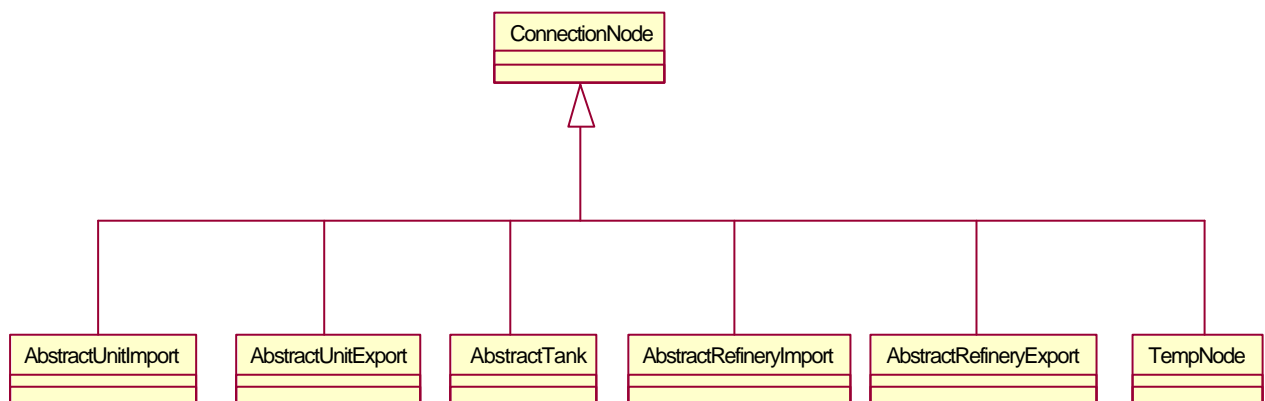 ConnectionNode
AbstractUnitImport
AbstractUnitExport
AbstractTank
AbstractRefineryImport
AbstractRefineryExport
TempNode